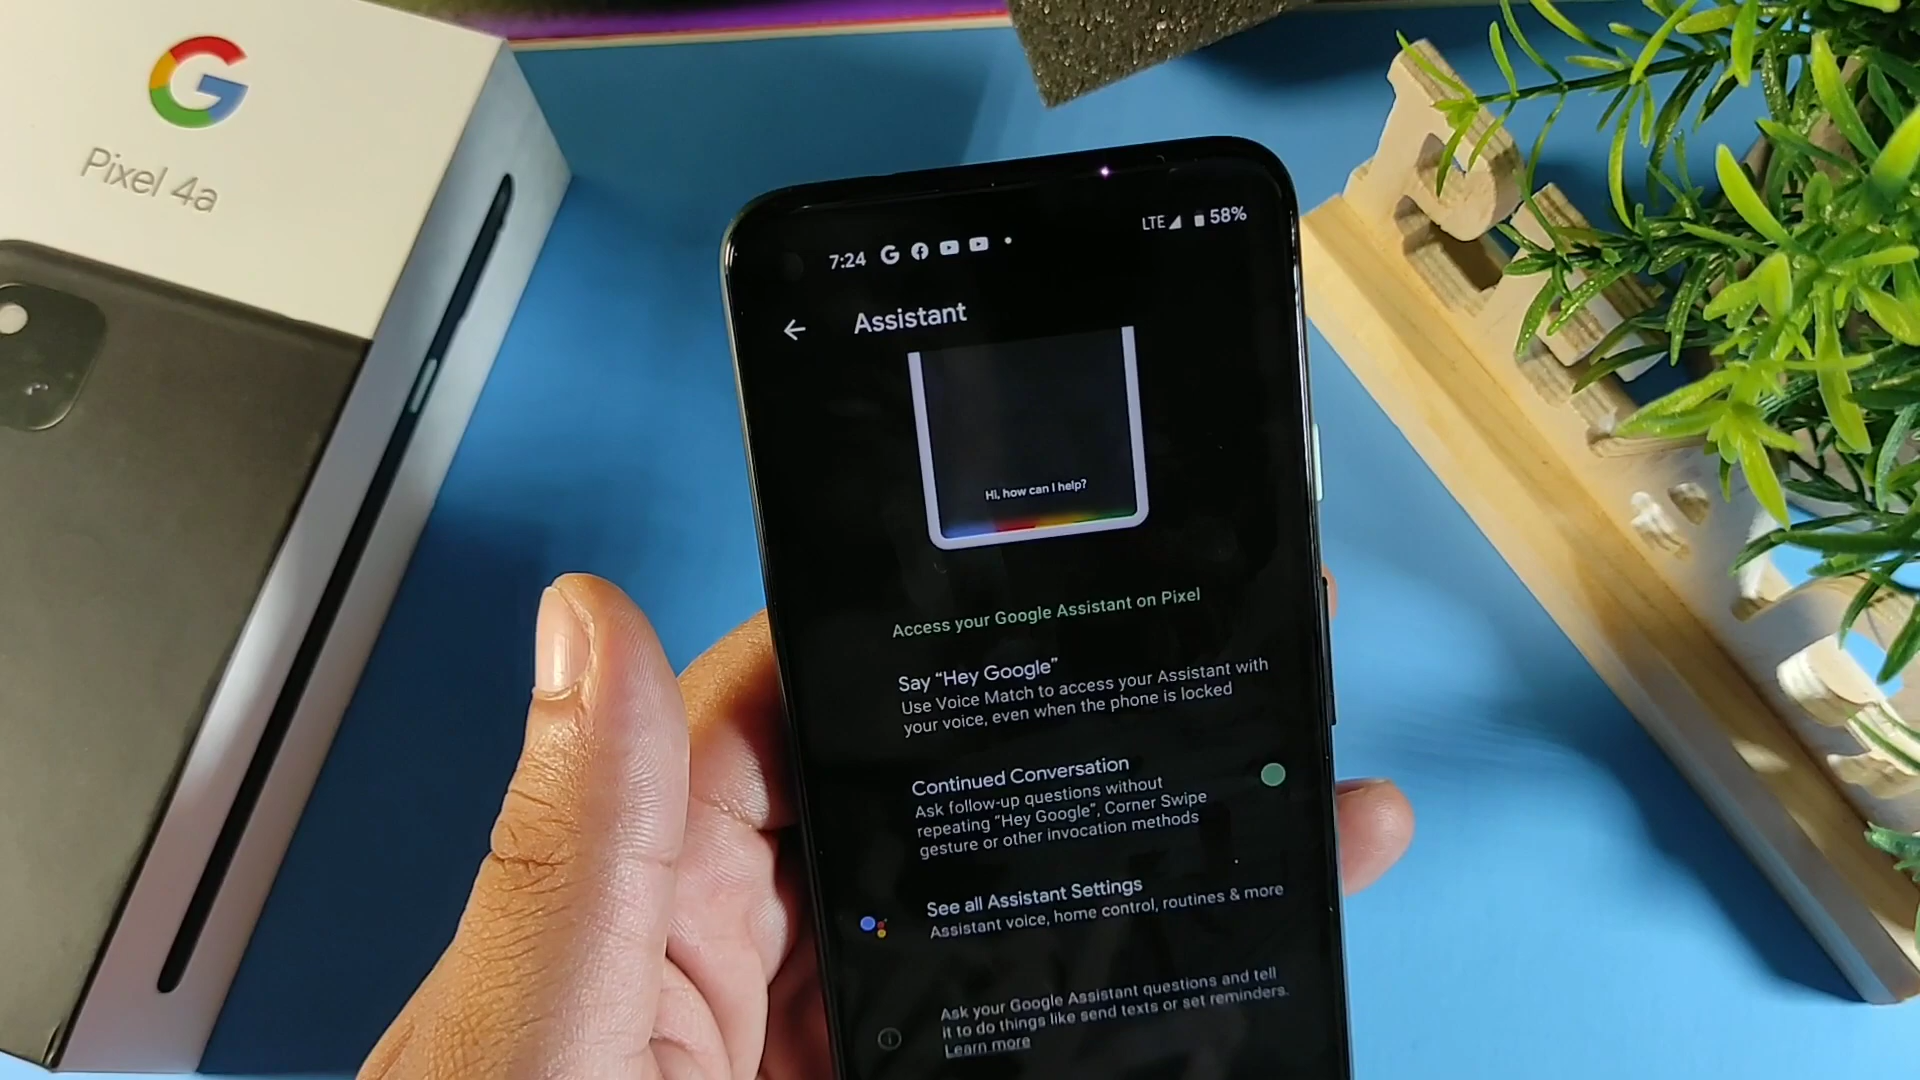 G
Pixel 4a
7:24
LTE
58%
Assistant
Hi, how can I help?
Access your Google Assistant on Pixel
Say “Hey Google”
Use Voice Match to access your Assistant with
your voice, even when the phone is locked
Continued Conversation
Ask follow-up questions without
repeating “Hey Google”, Corner Swipe
gesture or other invocation methods
See all Assistant Settings
Assistant voice, home control, routines & more
Ask your Google Assistant questions and tell
it to do things like send texts or set reminders.
Learn more